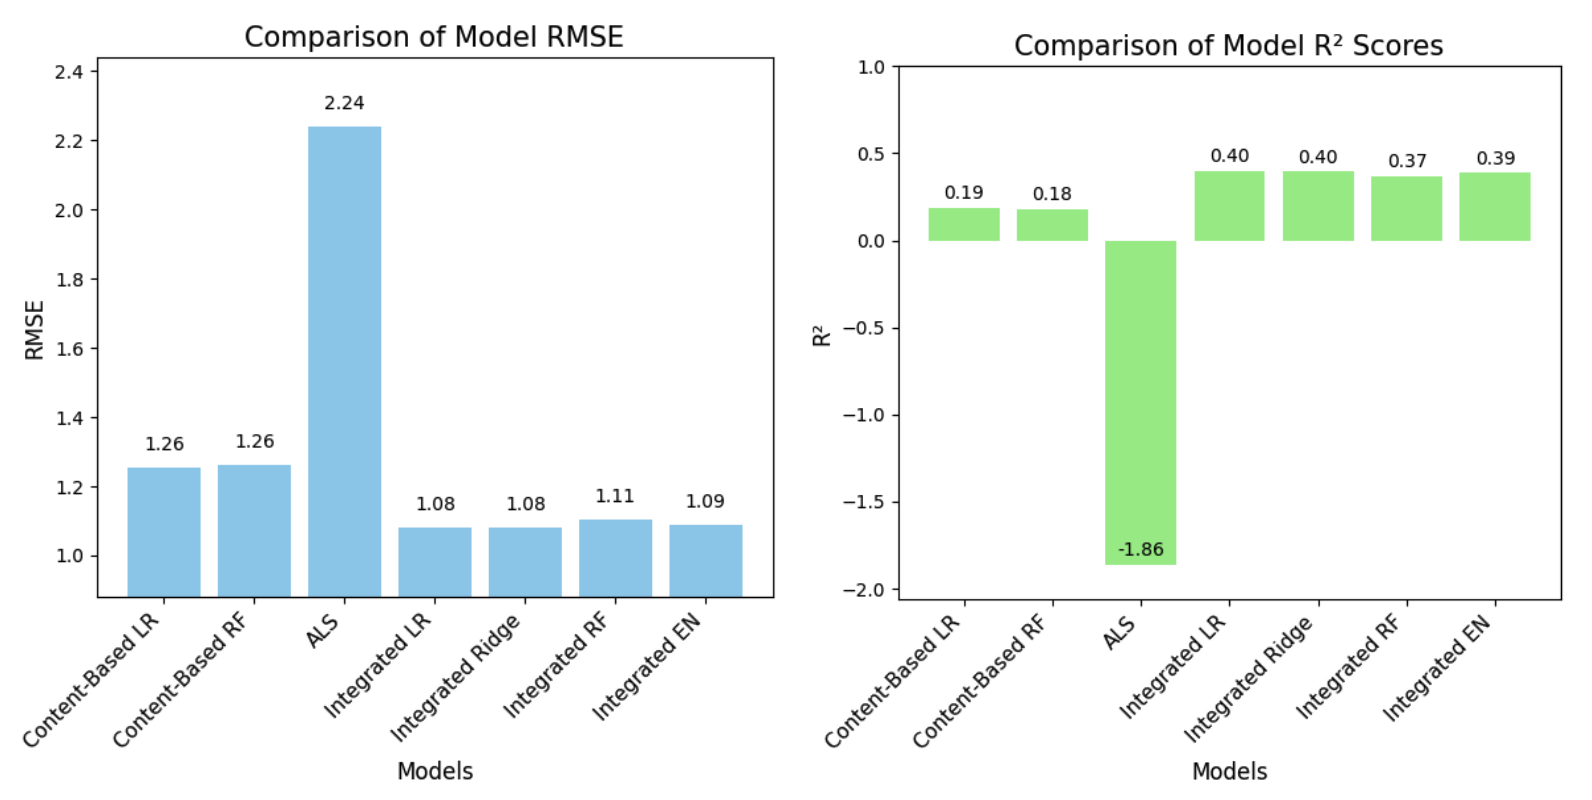 Comparison of Model RMSE
2.4
2.2
2.0
1.8
1.6
1.4
1.2
1.0
RMSE
1.26
1.26
2.24
1.08
1.08
1.11
1.09
Content-Based LR
Content-Based RF
ALS
Integrated LR
Integrated Ridge
Integrated RF
Integrated EN
Models
Comparison of Model R² Scores
1.0
0.5
0.0
−0.5
−1.0
−1.5
−2.0
R²
0.19
0.18
-1.86
0.40
0.40
0.37
0.39
Content-Based LR
Content-Based RF
ALS
Integrated LR
Integrated Ridge
Integrated RF
Integrated EN
Models